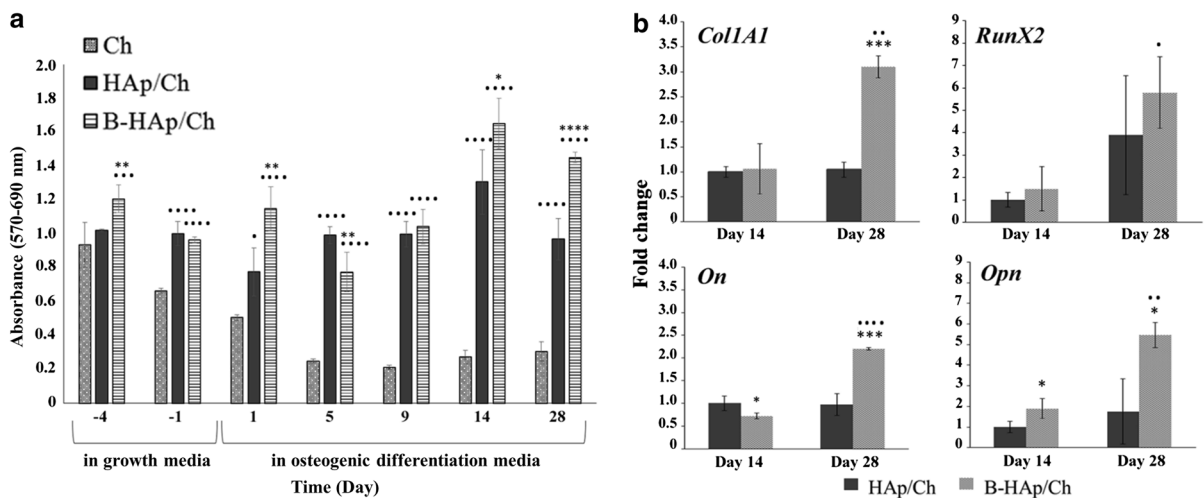 a
Ch
HAp/Ch
B-HAp/Ch
Absorbance (570-690 nm)
2.0
1.8
1.6
1.4
1.2
1.0
0.8
0.6
0.4
0.2
0
** •••
•••• ••••
• ** ••••
•••• ** ••••
•••• ••••
•••• * ••••
•••• **** ••••
-4 -1 1 5 9 14 28
in growth media in osteogenic differentiation media
Time (Day)
b
Fold change
Col1A1
4.0
3.5
3.0
2.5
2.0
1.5
1.0
0.5
0.0
••
***
Day 14 Day 28
RunX2
9
8
7
6
5
4
3
2
1
0
•
Day 14 Day 28
On
4.0
3.5
3.0
2.5
2.0
1.5
1.0
0.5
0.0
*
••••
***
Day 14 Day 28
Opn
9
8
7
6
5
4
3
2
1
0
*
••
*
Day 14 Day 28
HAp/Ch B-HAp/Ch